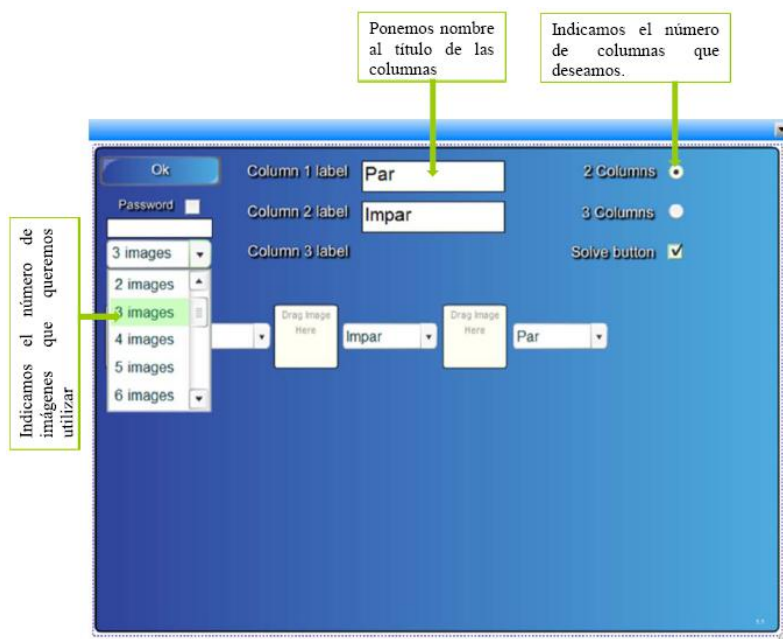 Ponemos nombre
al título de las
columnas
Indicamos el número
de columnas que
deseamos.
Indicamos el número de
imágenes que queremos
utilizar
Ok
Column 1 label
Par
2 Columns
Password
Column 2 label
Impar
3 Columns
3 images
Column 3 label
Solve button
2 images
3 images
4 images
5 images
6 images
Drag Image
Here
Impar
Drag Image
Here
Par
1.1